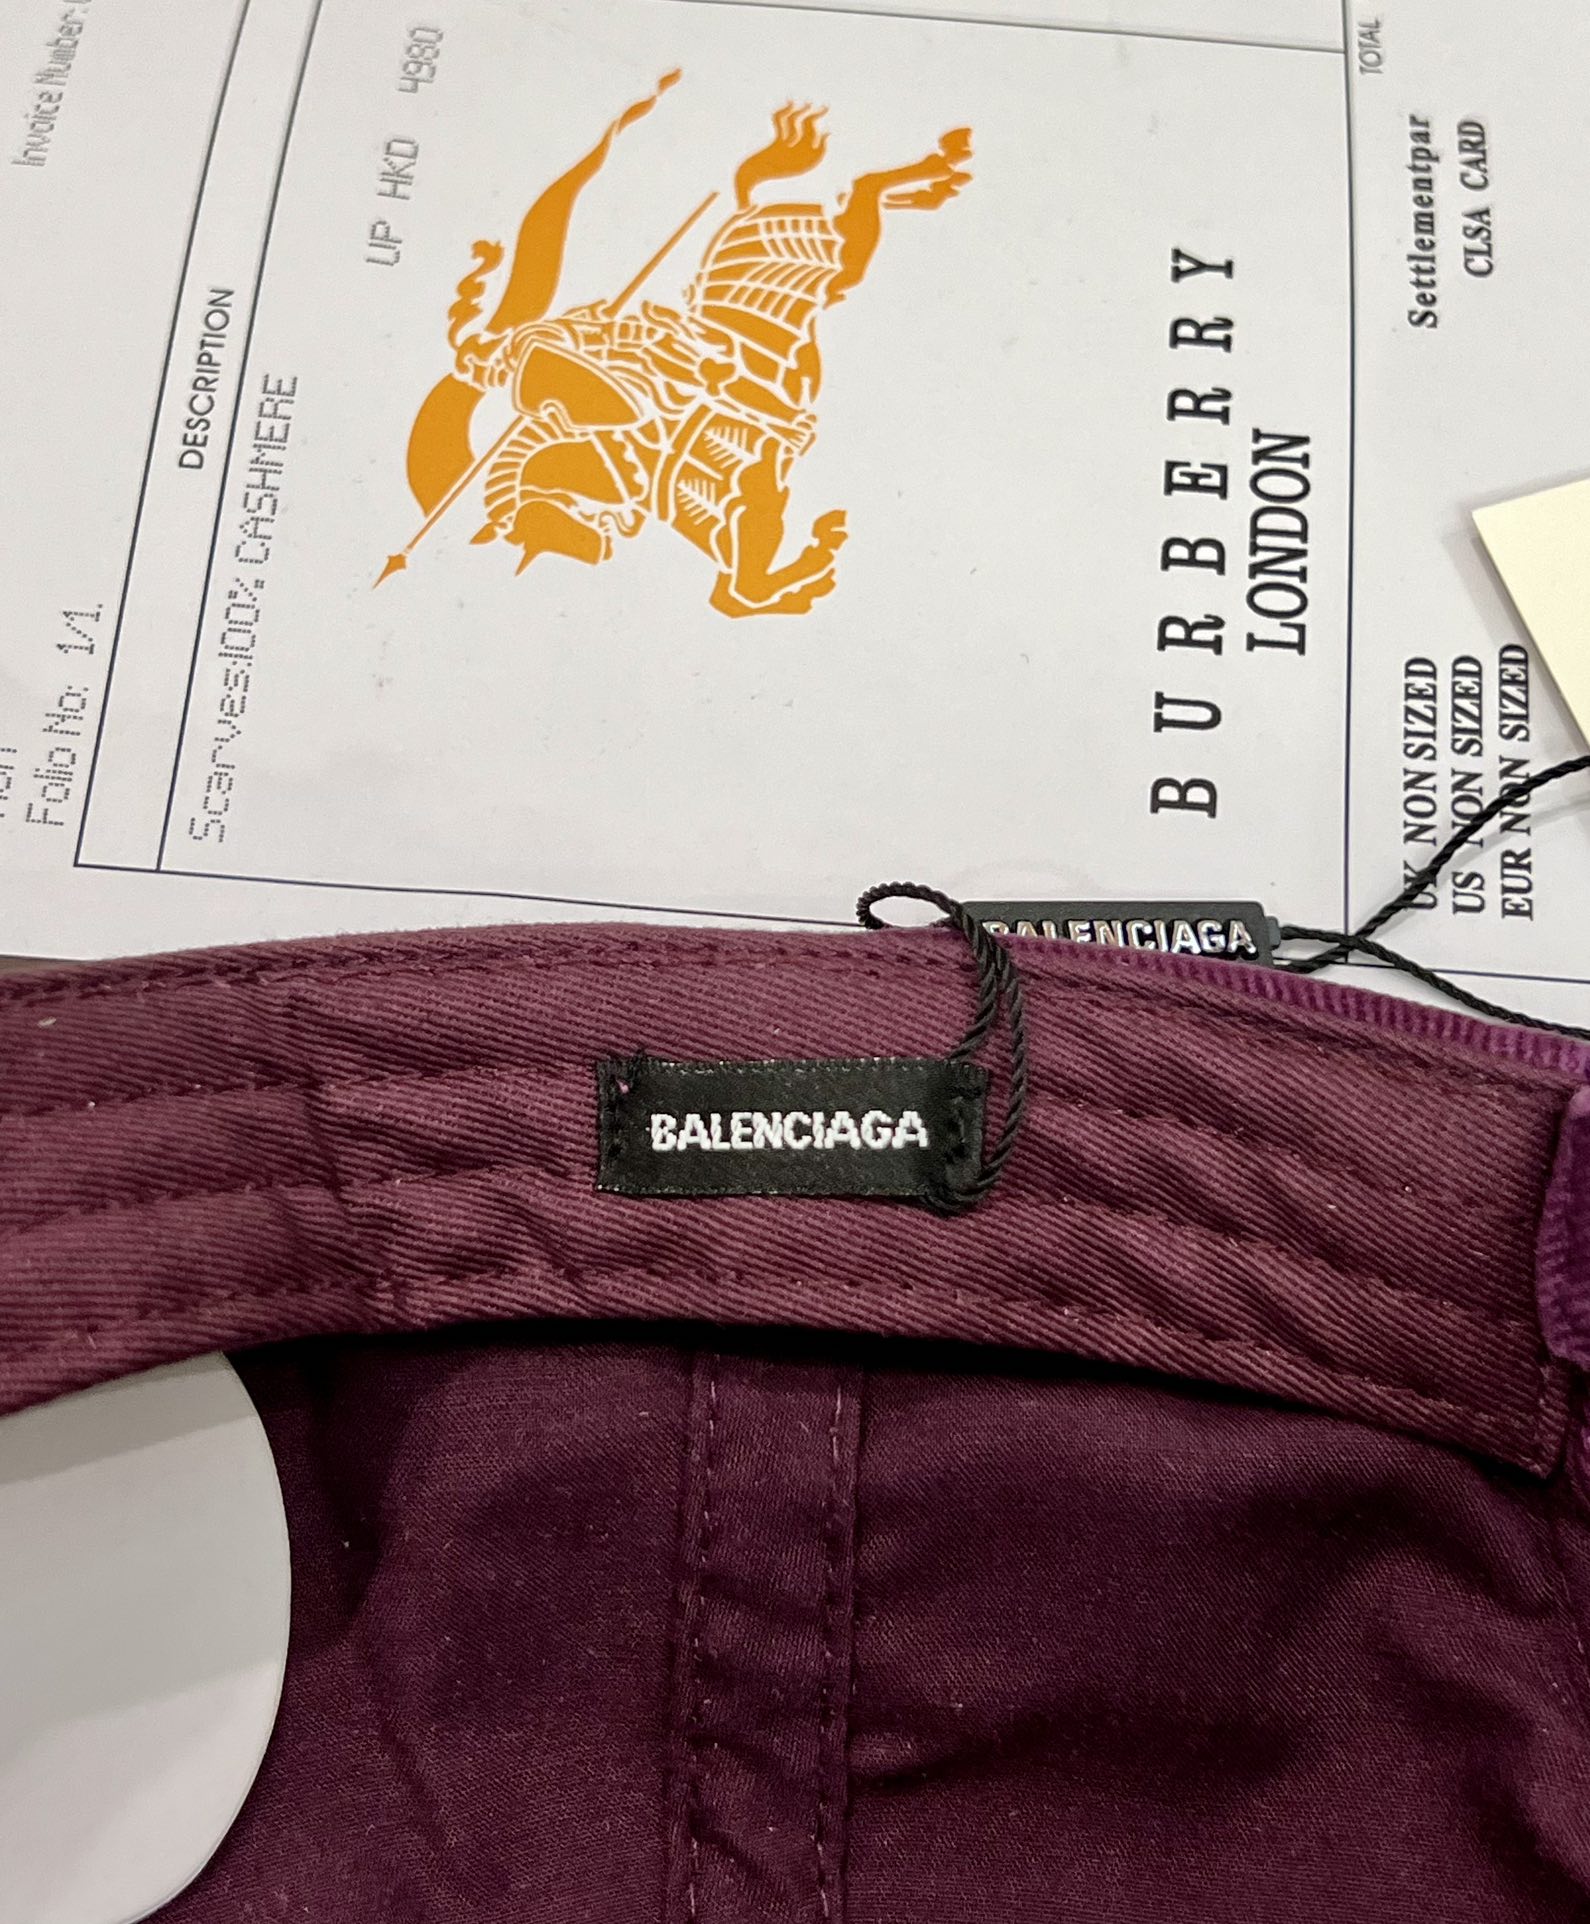 Invoice Number:
Folio No: 1/1.
DESCRIPTION
Scarves:100% CASHMERE
UP HKD 4980
BURBERRY
LONDON
TOTAL
Settlementpar
CLSA CARD
UK NON SIZED
US NON SIZED
EUR NON SIZED
BALENCIAGA
BALENCIAGA